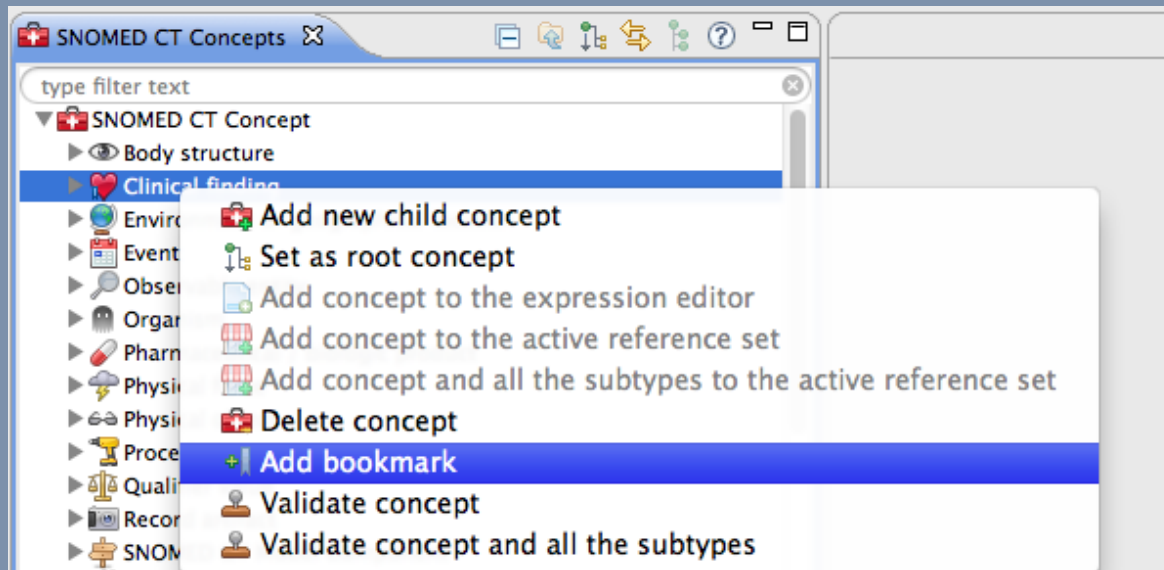 SNOMED CT Concepts
type filter text
SNOMED CT Concept
Body structure
Clinical finding
Add new child concept
Set as root concept
Event
Add concept to the expression editor
Add concept to the active reference set
Add concept and all the subtypes to the active reference set
Delete concept
Add bookmark
Validate concept
Record
Validate concept and all the subtypes